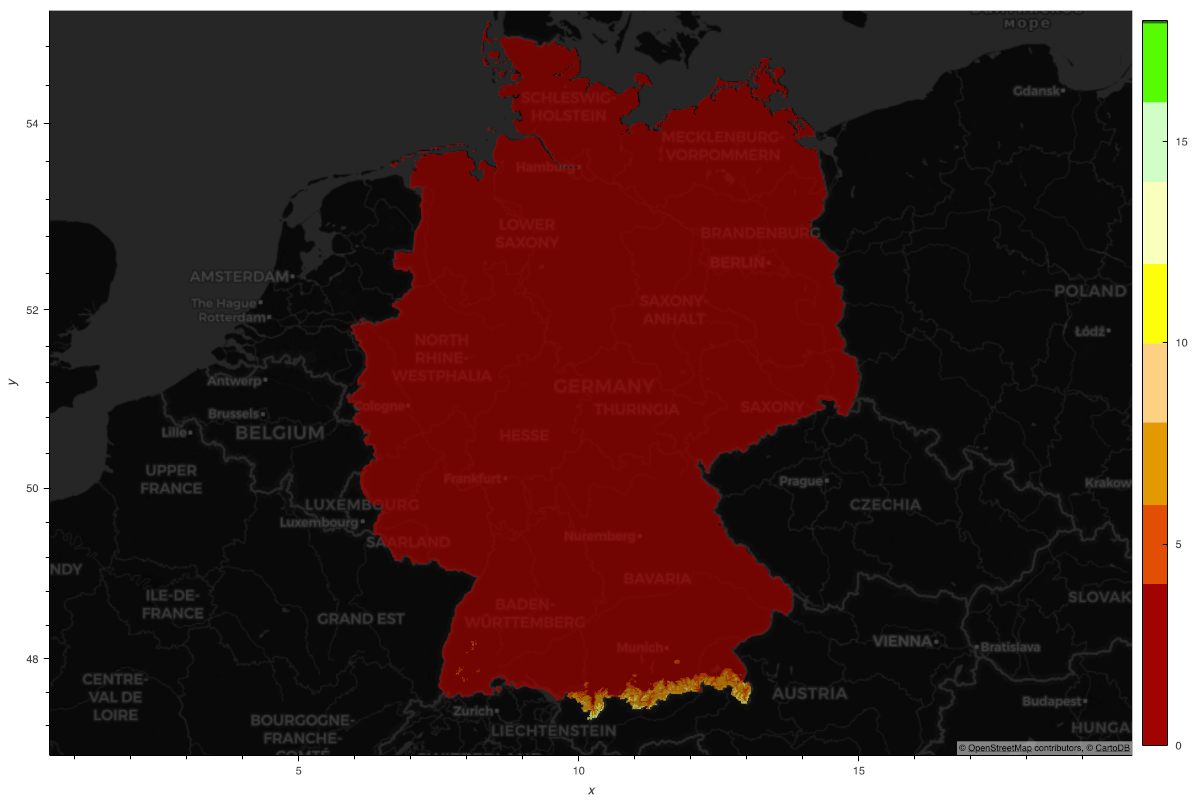 море
Gdansk
54
15
SCHLESWIG-
HOLSTEIN
MECKLENBURG-
VORPOMMERN
Hamburg
LOWER
SAXONY
BRANDENBURG
BERLIN
AMSTERDAM
The Hague
Rotterdam
POLAND
52
SAXONY-
ANHALT
Łódź
10
NORTH
RHINE-
WESTPHALIA
y
Antwerp
GERMANY
Brussels
Cologne
THURINGIA
SAXONY
Lille
BELGIUM
HESSE
UPPER
FRANCE
50
Frankfurt
Prague
Krakow
LUXEMBOURG
CZECHIA
Luxembourg
Nuremberg
5
SAARLAND
NDY
BAVARIA
ILE-DE-
FRANCE
GRAND EST
BADEN-
WÜRTTEMBERG
SLOVAK
VIENNA
Bratislava
Munich
48
CENTRE-
VAL DE
LOIRE
AUSTRIA
Zurich
Budapest
BOURGOGNE-
FRANCHE-
COMTÉ
LIECHTENSTEIN
HUNGA
© OpenStreetMap contributors, © CartoDB
0
5
10
15
x